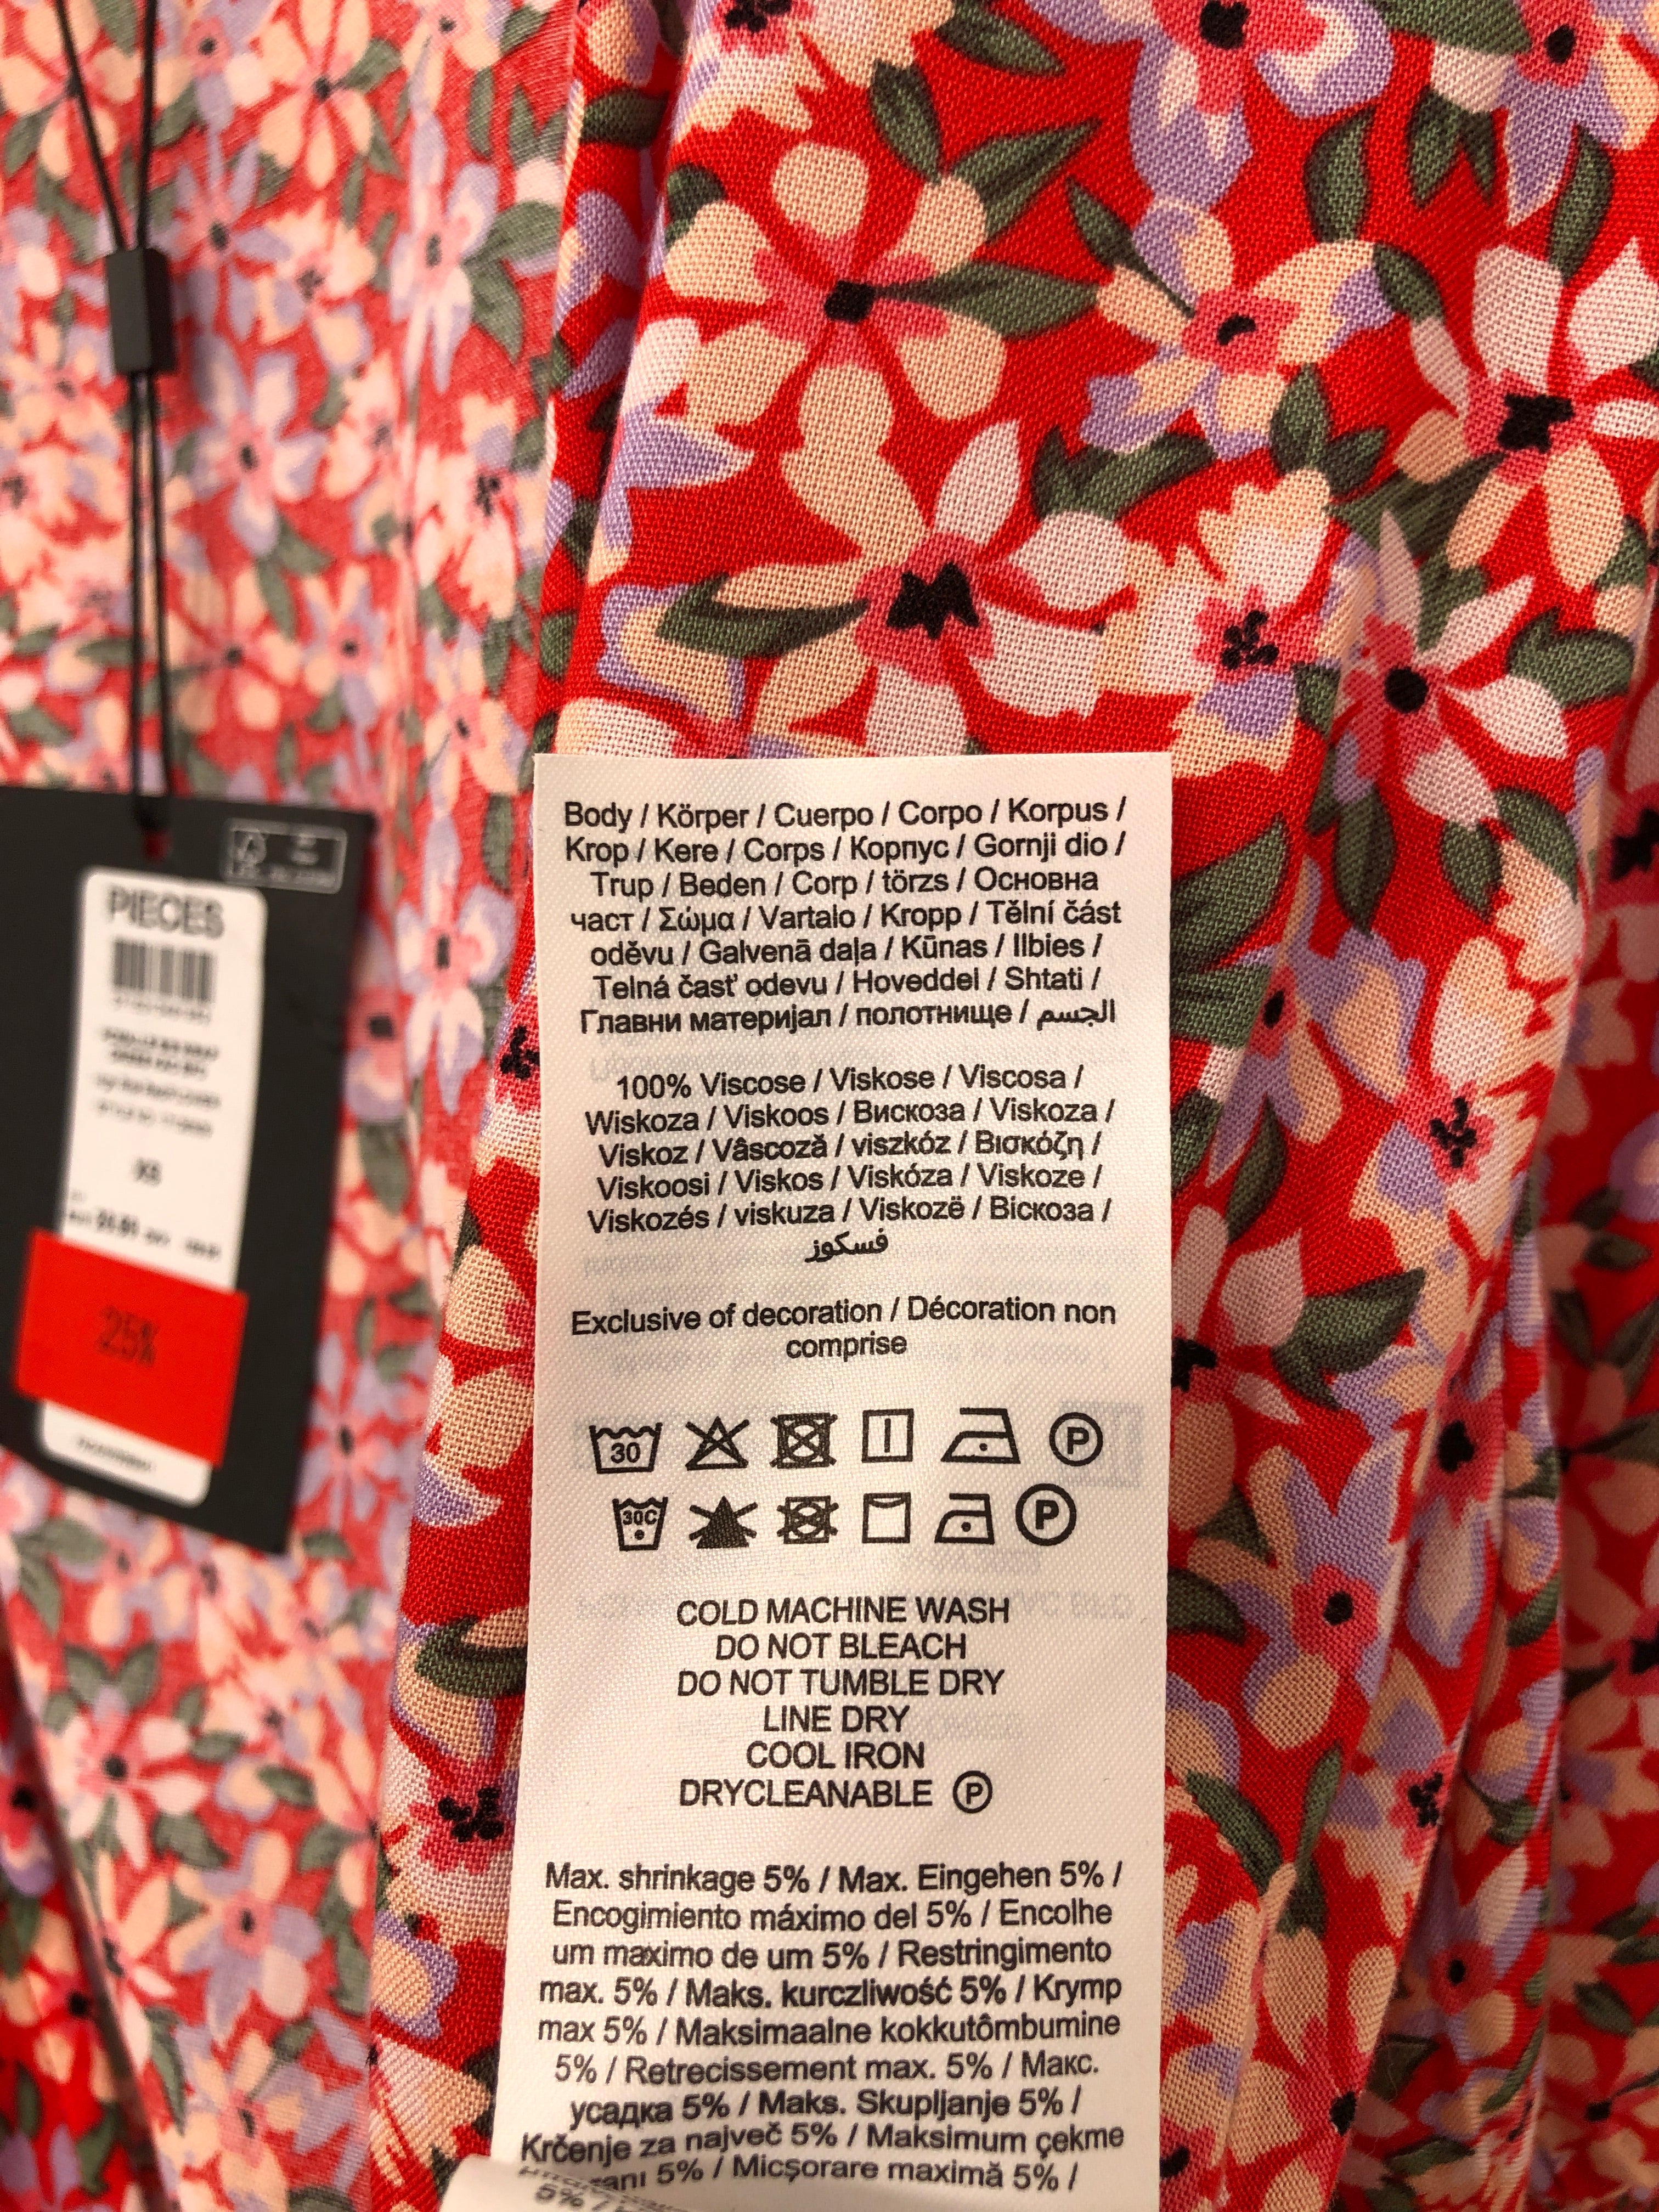 PIECES
XS
25%
Body / Körper / Cuerpo / Corpo / Korpus /
Krop / Kere / Corps / Корпус / Gornji dio /
Trup / Beden / Corp / törzs / Основна
част / Σώμα / Vartalo / Kropp / Tělní část
oděvu / Galvenā daļa / Kūnas / Ilbies /
Telná časť odevu / Hoveddel / Shtati /
Главни материјал / полотнище / الجسم
100% Viscose / Viskose / Viscosa /
Wiskoza / Viskoos / Вискоза / Viskoza /
Viskoz / Vâscoză / viszkóz / Βισκόζη /
Viskoosi / Viskos / Viskóza / Viskoze /
Viskozés / viskuza / Viskozë / Віскоза /
فسكوز
Exclusive of decoration / Décoration non
comprise
30 P
30C P
COLD MACHINE WASH
DO NOT BLEACH
DO NOT TUMBLE DRY
LINE DRY
COOL IRON
DRYCLEANABLE P
Max. shrinkage 5% / Max. Eingehen 5% /
Encogimiento máximo del 5% / Encolhe
um maximo de um 5% / Restringimento
max. 5% / Maks. kurczliwość 5% / Krymp
max 5% / Maksimaalne kokkutômbumine
5% / Retrecissement max. 5% / Макс.
усадка 5% / Maks. Skupljanje 5% /
Krčenje za največ 5% / Maksimum çekme
5% / Micşorare maximă 5% /
5% /